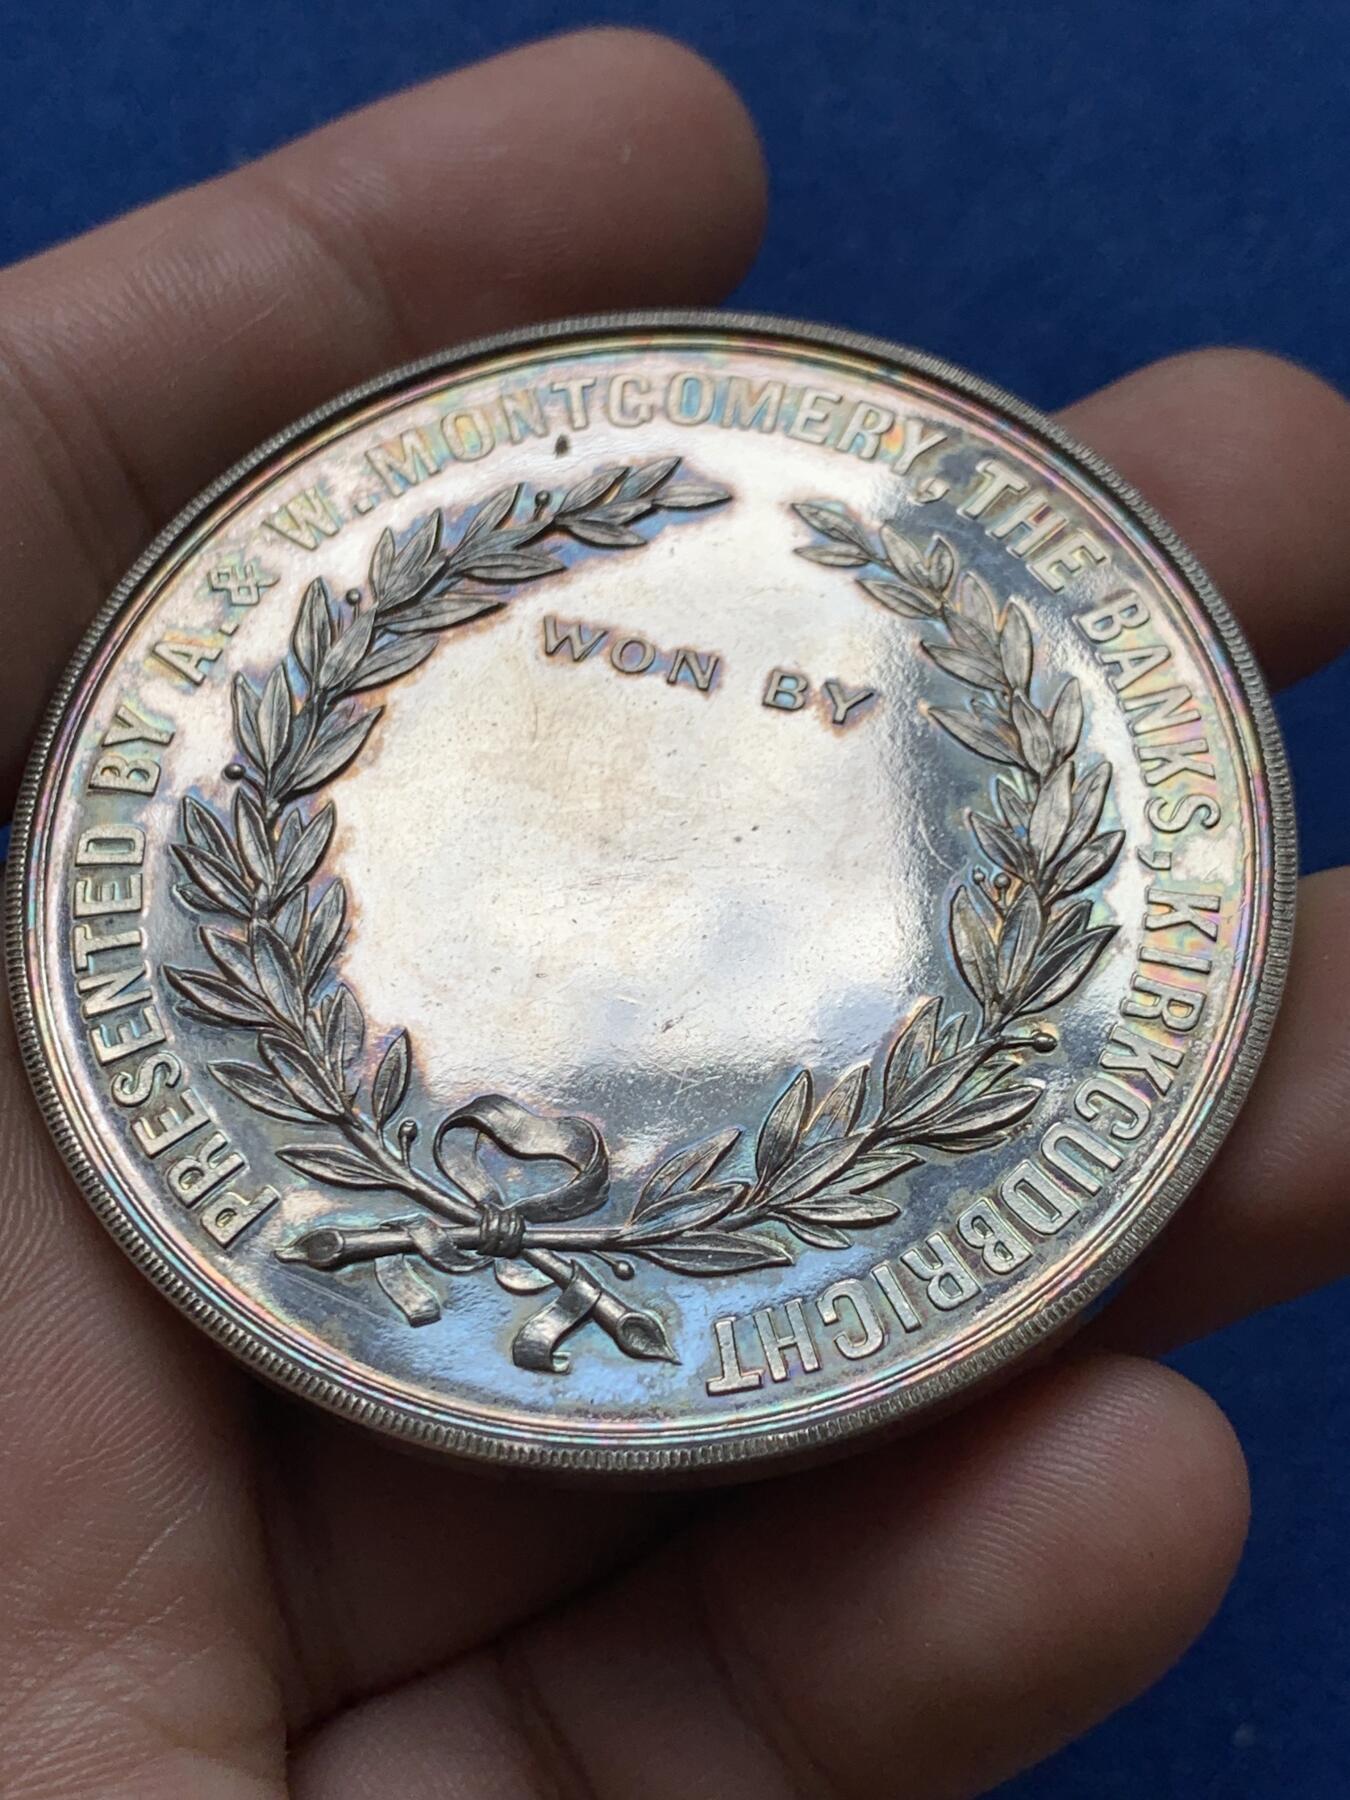 PRESENTED BY A. & W. MONTGOMERY, THE BANKS, KIRKCUDBRIGHT
WON BY